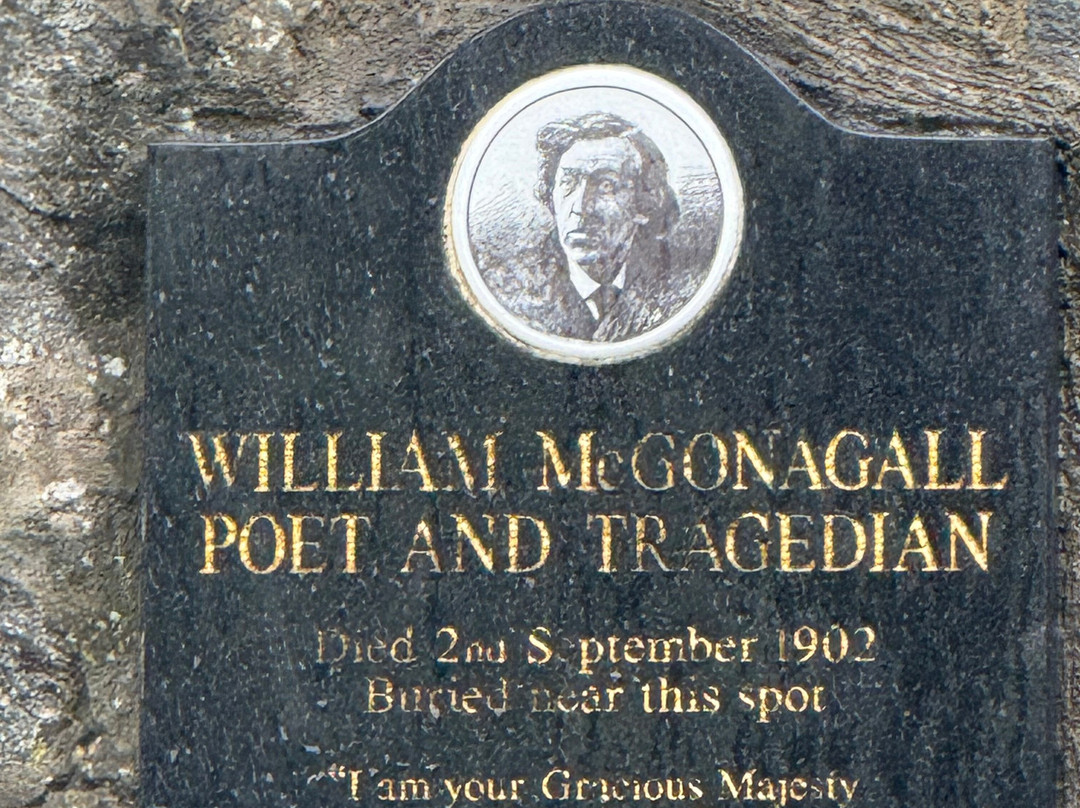 WILLIAM McGONAGALL
POET AND TRAGEDIAN
Died 2nd September 1902
Buried near this spot
"I am your Gracious Majesty